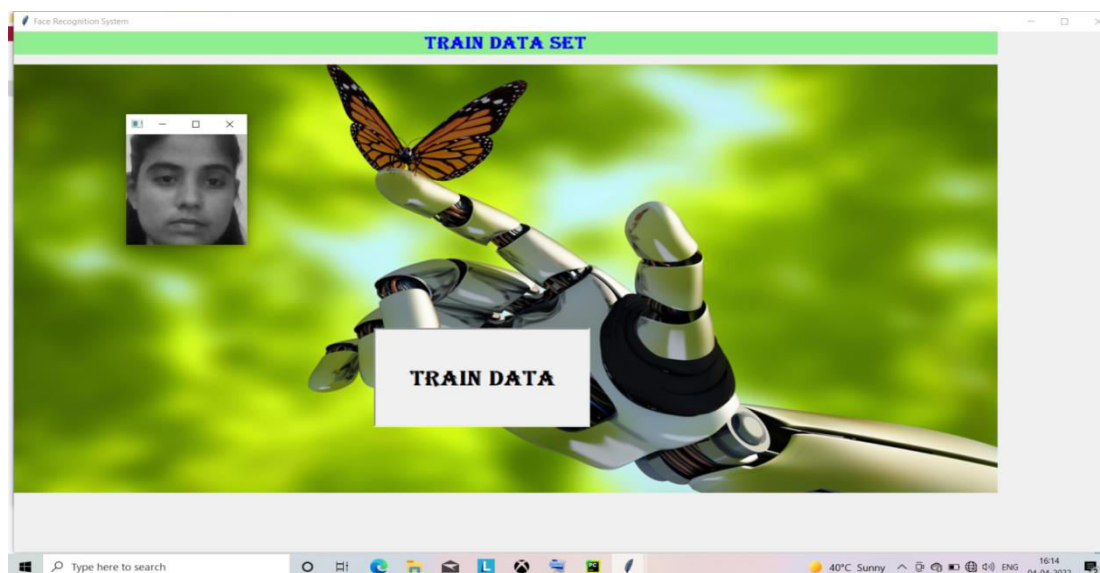 Face Recognition System
TRAIN DATA SET
TRAIN DATA
Type here to search
40°C Sunny
ENG
16:14